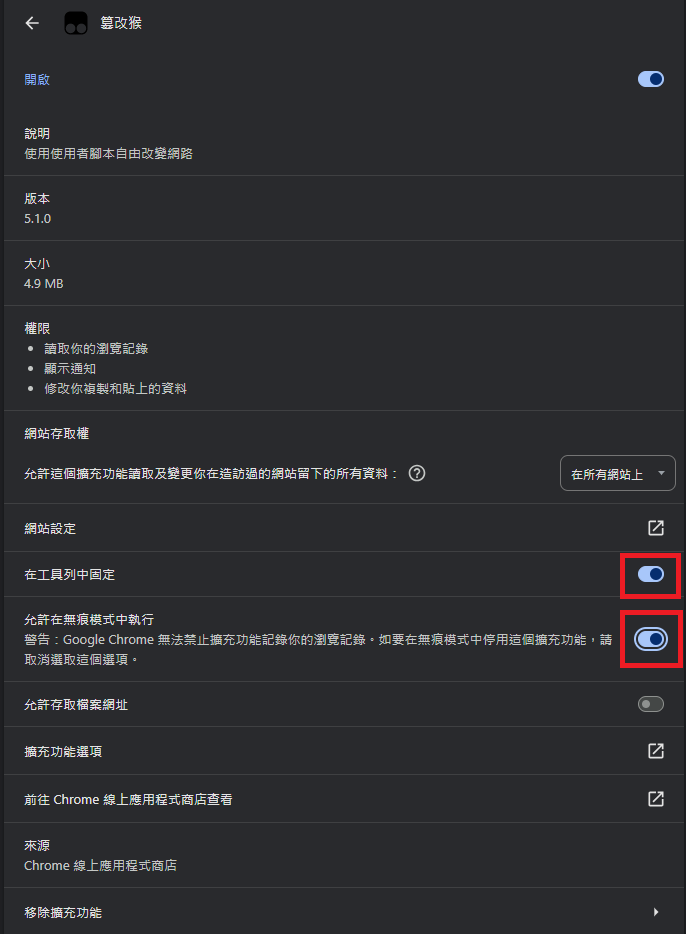 篡改猴
開啟
說明
使用使用者腳本自由改變網路
版本
5.1.0
大小
4.9 MB
權限
讀取你的瀏覽記錄
顯示通知
修改你複製和貼上的資料
網站存取權
允許這個擴充功能讀取及變更你在造訪過的網站留下的所有資料：
在所有網站上
網站設定
在工具列中固定
允許在無痕模式中執行
警告：Google Chrome 無法禁止擴充功能記錄你的瀏覽記錄。如要在無痕模式中停用這個擴充功能，請
取消選取這個選項。
允許存取檔案網址
擴充功能選項
前往 Chrome 線上應用程式商店查看
來源
Chrome 線上應用程式商店
移除擴充功能